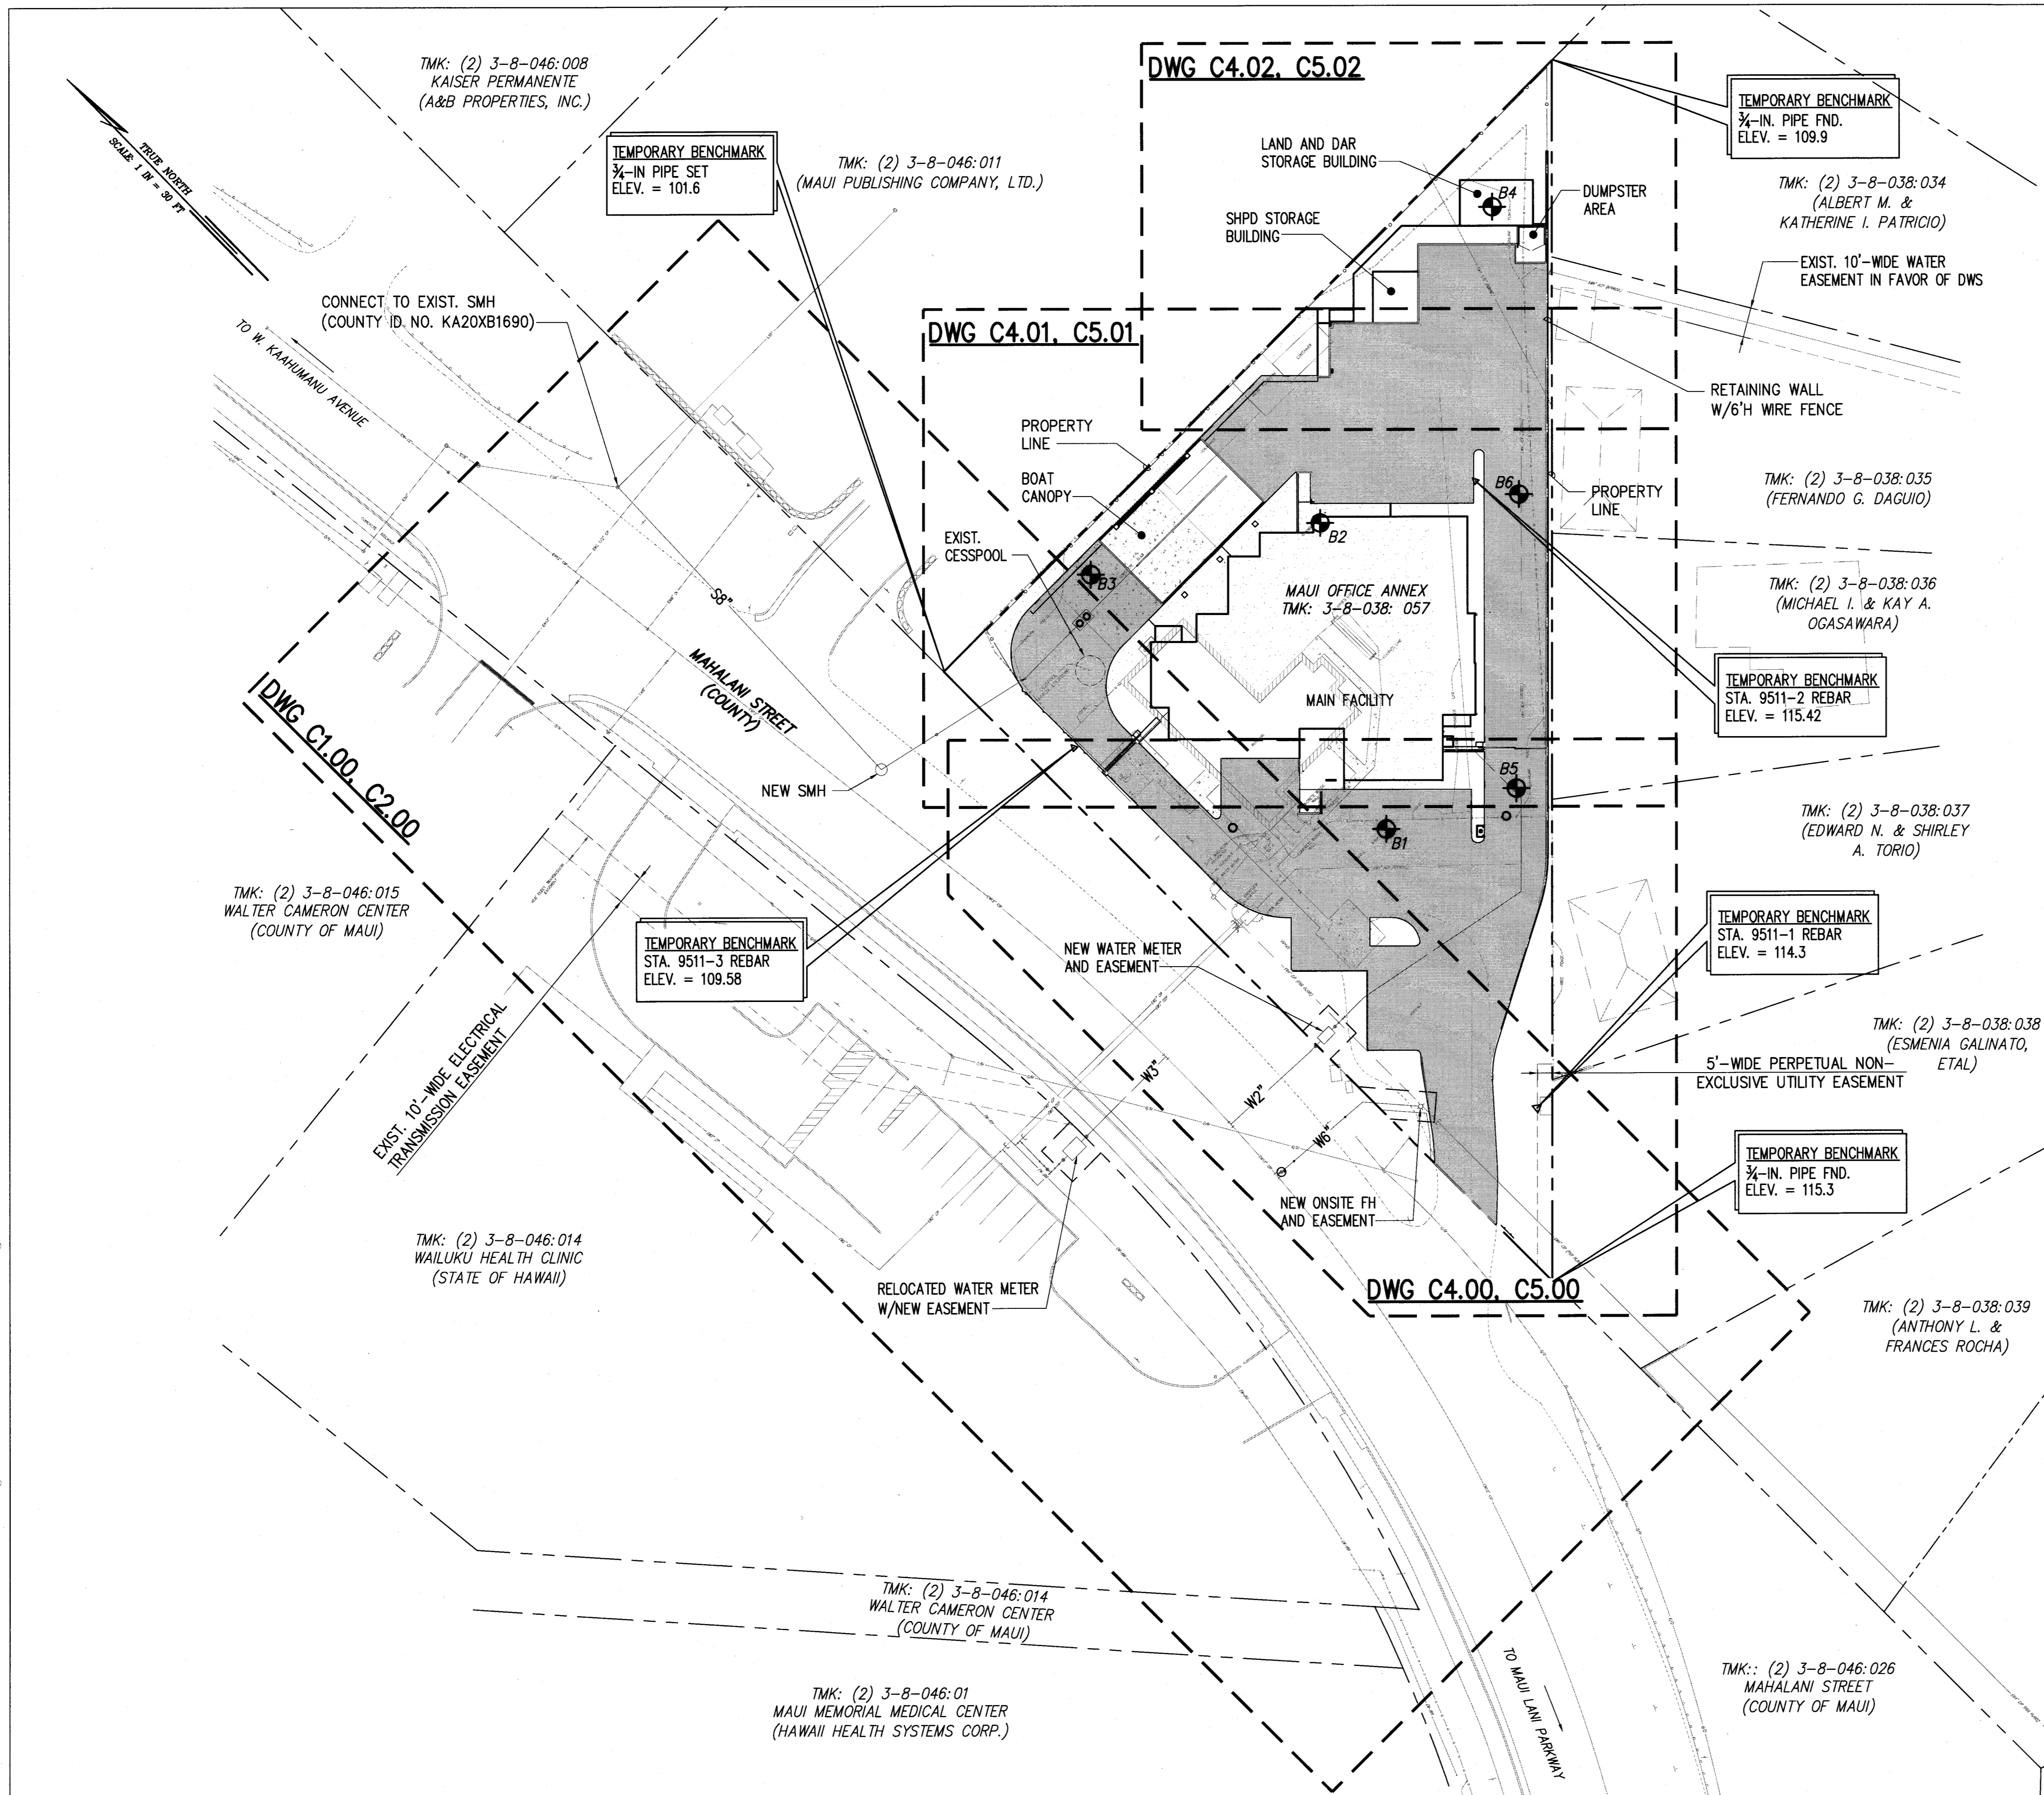 TMK: (2) 3-8-046:008
KAISER PERMANENTE
(A&B PROPERTIES, INC.)
TRUE NORTH
SCALE: 1 IN = 30 FT
TEMPORARY BENCHMARK
¾-IN PIPE SET
ELEV. = 101.6
TMK: (2) 3-8-046:011
(MAUI PUBLISHING COMPANY, LTD.)
DWG C4.02, C5.02
LAND AND DAR
STORAGE BUILDING
B4
DUMPSTER
AREA
SHPD STORAGE
BUILDING
TEMPORARY BENCHMARK
¾-IN. PIPE FND.
ELEV. = 109.9
TMK: (2) 3-8-038:034
(ALBERT M. &
KATHERINE I. PATRICIO)
EXIST. 10'-WIDE WATER
EASEMENT IN FAVOR OF DWS
CONNECT TO EXIST. SMH
(COUNTY ID NO. KA20XB1690)
TO W. KAAHUMANU AVENUE
DWG C4.01, C5.01
RETAINING WALL
W/6'H WIRE FENCE
PROPERTY
LINE
BOAT
CANOPY
EXIST.
CESSPOOL
B3
B2
B6
PROPERTY
LINE
TMK: (2) 3-8-038:035
(FERNANDO G. DAGUIO)
MAUI OFFICE ANNEX
TMK: 3-8-038: 057
TMK: (2) 3-8-038:036
(MICHAEL I. & KAY A.
OGASAWARA)
S8"
MAHALANI STREET
(COUNTY)
MAIN FACILITY
TEMPORARY BENCHMARK
STA. 9511-2 REBAR
ELEV. = 115.42
DWG C1.00, C2.00
NEW SMH
B5
B1
TMK: (2) 3-8-038:037
(EDWARD N. & SHIRLEY
A. TORIO)
TMK: (2) 3-8-046:015
WALTER CAMERON CENTER
(COUNTY OF MAUI)
TEMPORARY BENCHMARK
STA. 9511-3 REBAR
ELEV. = 109.58
NEW WATER METER
AND EASEMENT
TEMPORARY BENCHMARK
STA. 9511-1 REBAR
ELEV. = 114.3
EXIST. 10'-WIDE ELECTRICAL
TRANSMISSION EASEMENT
W3"
W2"
W6"
TMK: (2) 3-8-038:038
(ESMENIA GALINATO,
ETAL)
5'-WIDE PERPETUAL NON-
EXCLUSIVE UTILITY EASEMENT
TEMPORARY BENCHMARK
¾-IN. PIPE FND.
ELEV. = 115.3
NEW ONSITE FH
AND EASEMENT
TMK: (2) 3-8-046:014
WAILUKU HEALTH CLINIC
(STATE OF HAWAII)
RELOCATED WATER METER
W/NEW EASEMENT
DWG C4.00, C5.00
TMK: (2) 3-8-038:039
(ANTHONY L. &
FRANCES ROCHA)
TMK: (2) 3-8-046:014
WALTER CAMERON CENTER
(COUNTY OF MAUI)
TMK: (2) 3-8-046:01
MAUI MEMORIAL MEDICAL CENTER
(HAWAII HEALTH SYSTEMS CORP.)
TO MAUI LANI PARKWAY
TMK:: (2) 3-8-046:026
MAHALANI STREET
(COUNTY OF MAUI)